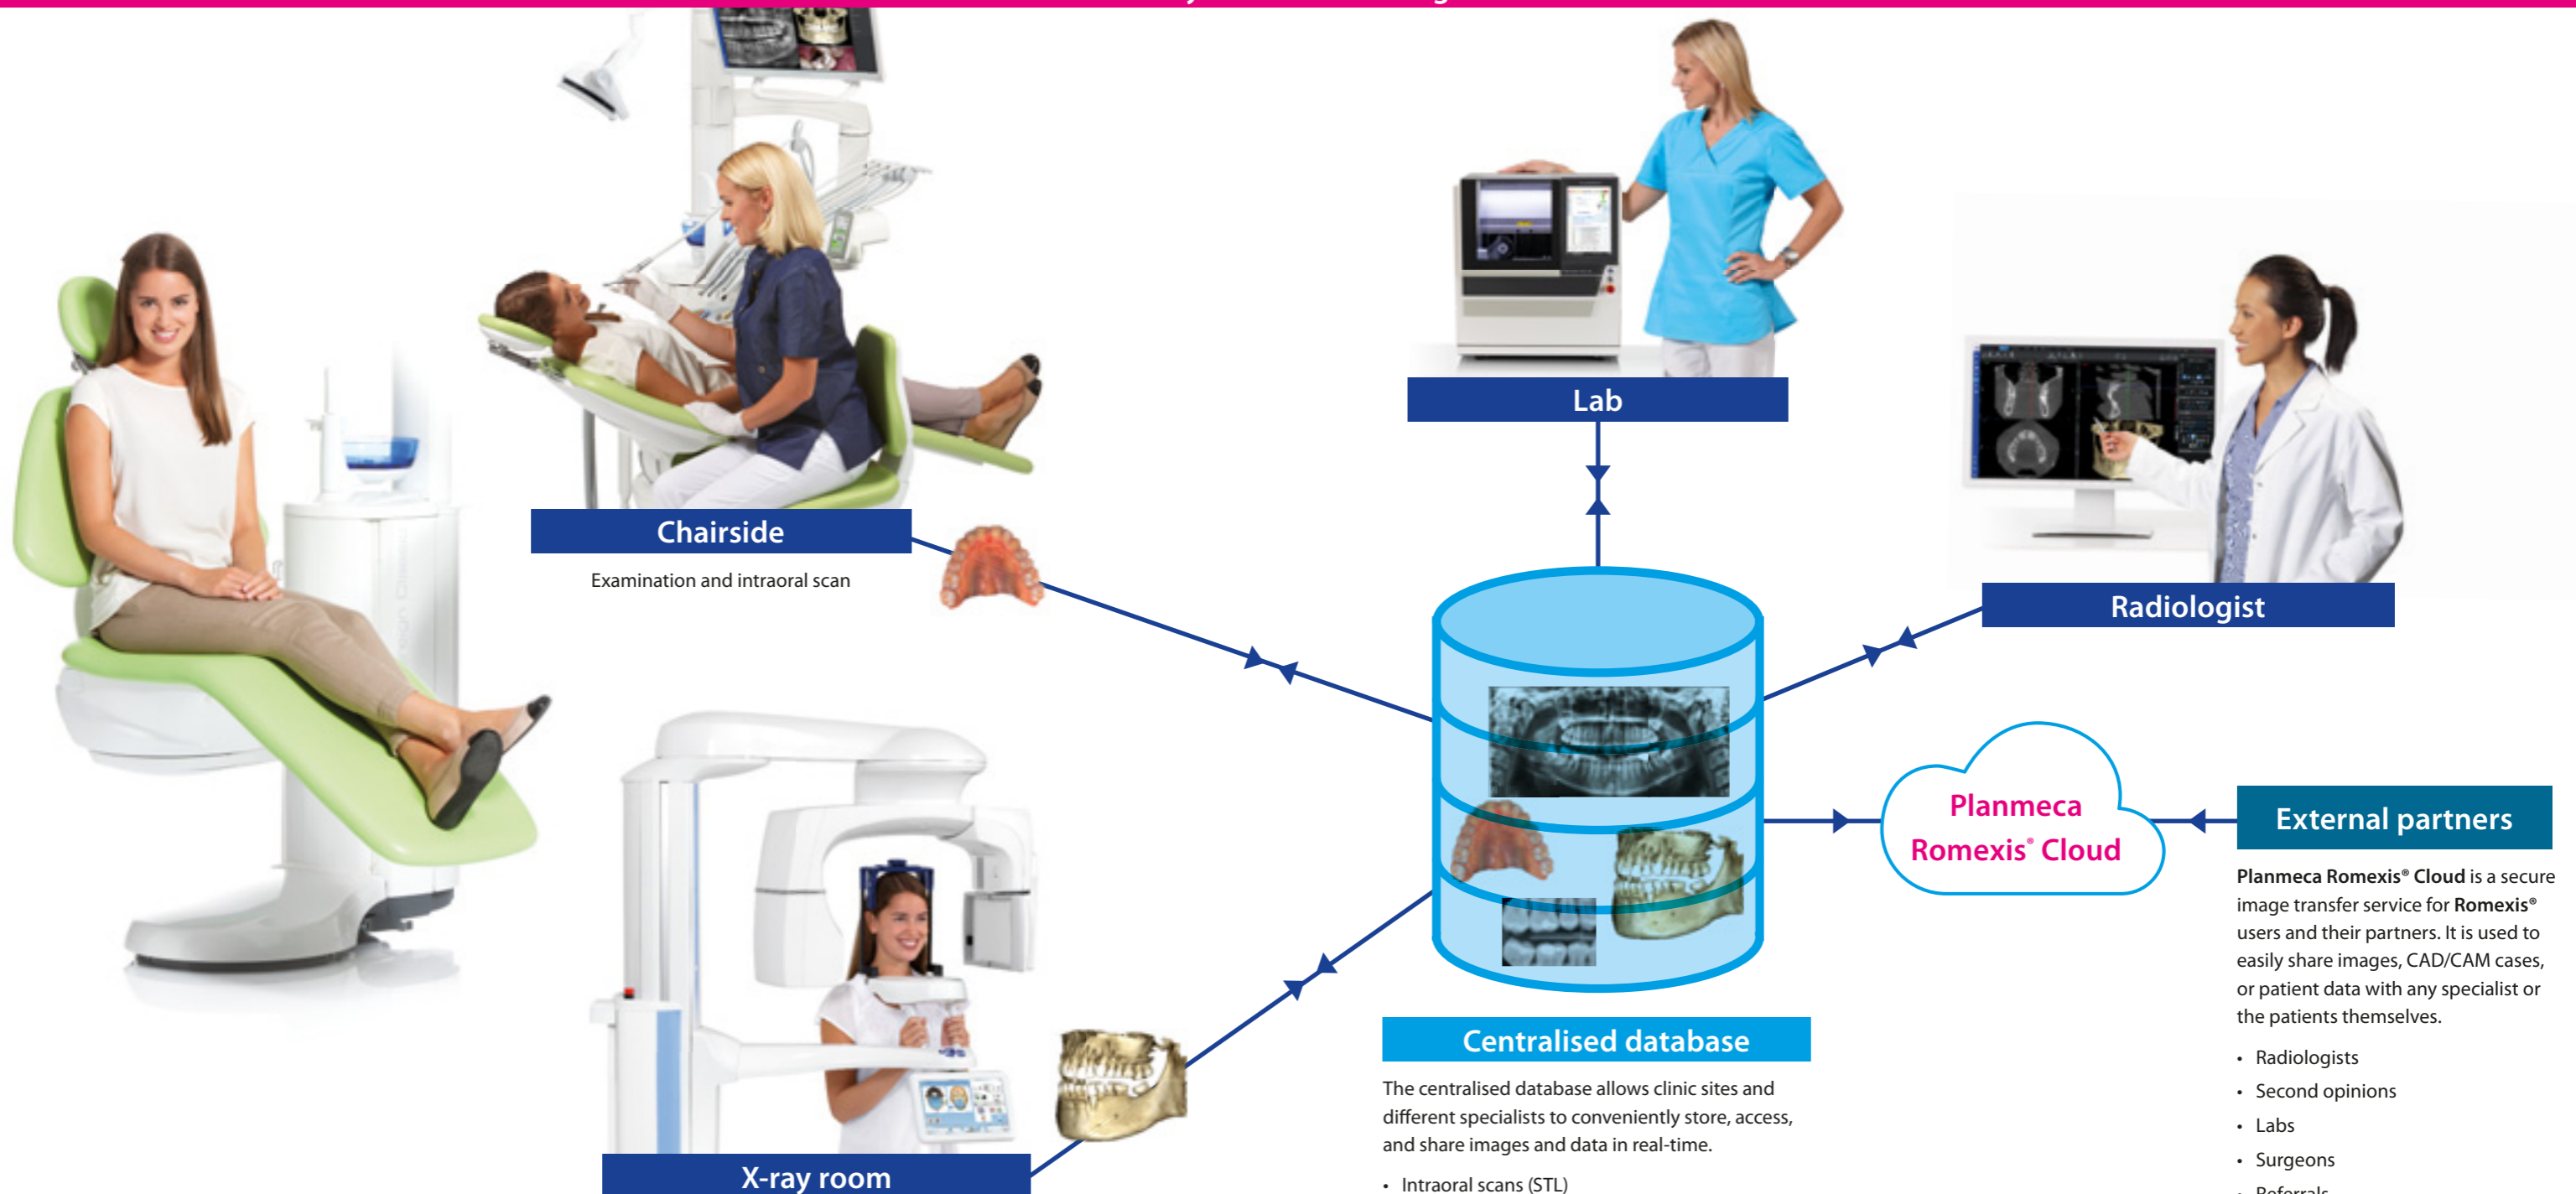 Chairside
Examination and intraoral scan
Lab
Radiologist
X-ray room
Planmeca
Romexis® Cloud
Centralised database
The centralised database allows clinic sites and
different specialists to conveniently store, access,
and share images and data in real-time.
• Intraoral scans (STL)
External partners
Planmeca Romexis® Cloud is a secure
image transfer service for Romexis®
users and their partners. It is used to
easily share images, CAD/CAM cases,
or patient data with any specialist or
the patients themselves.
• Radiologists
• Second opinions
• Labs
• Surgeons
• Referrals